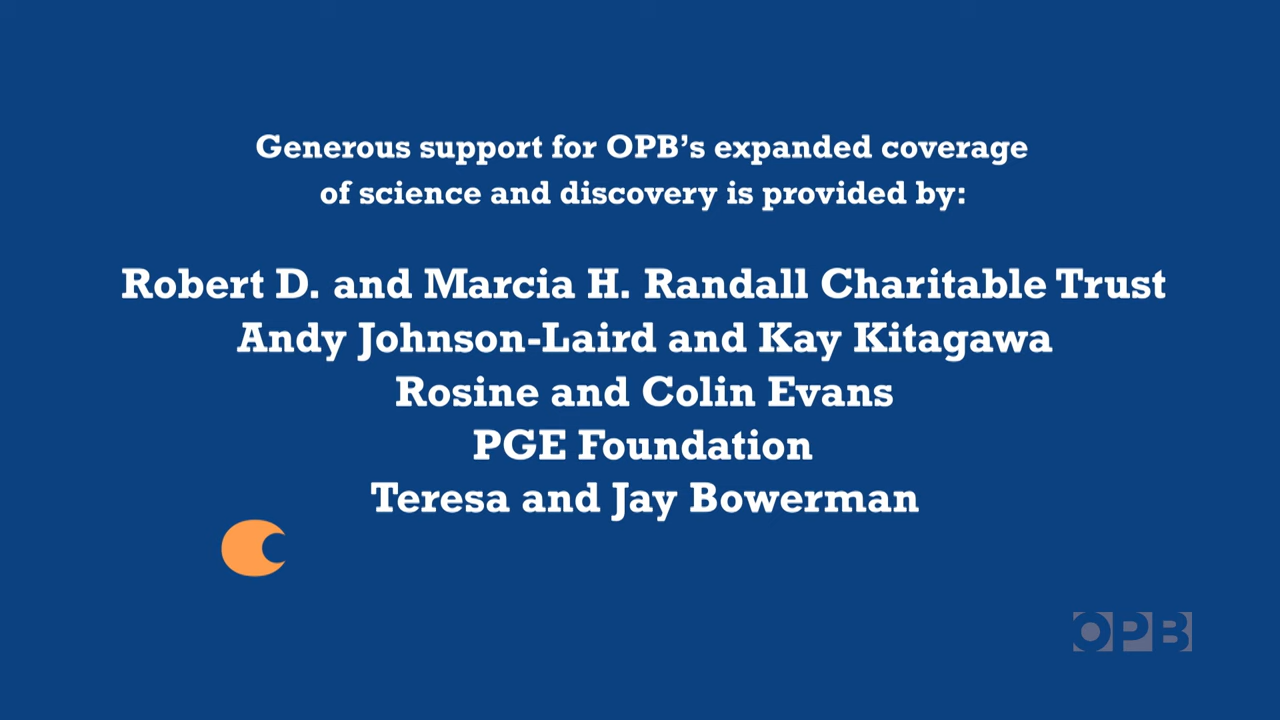 Generous support for OPB’s expanded coverage
of science and discovery is provided by:
Robert D. and Marcia H. Randall Charitable Trust
Andy Johnson-Laird and Kay Kitagawa
Rosine and Colin Evans
PGE Foundation
Teresa and Jay Bowerman
OPB